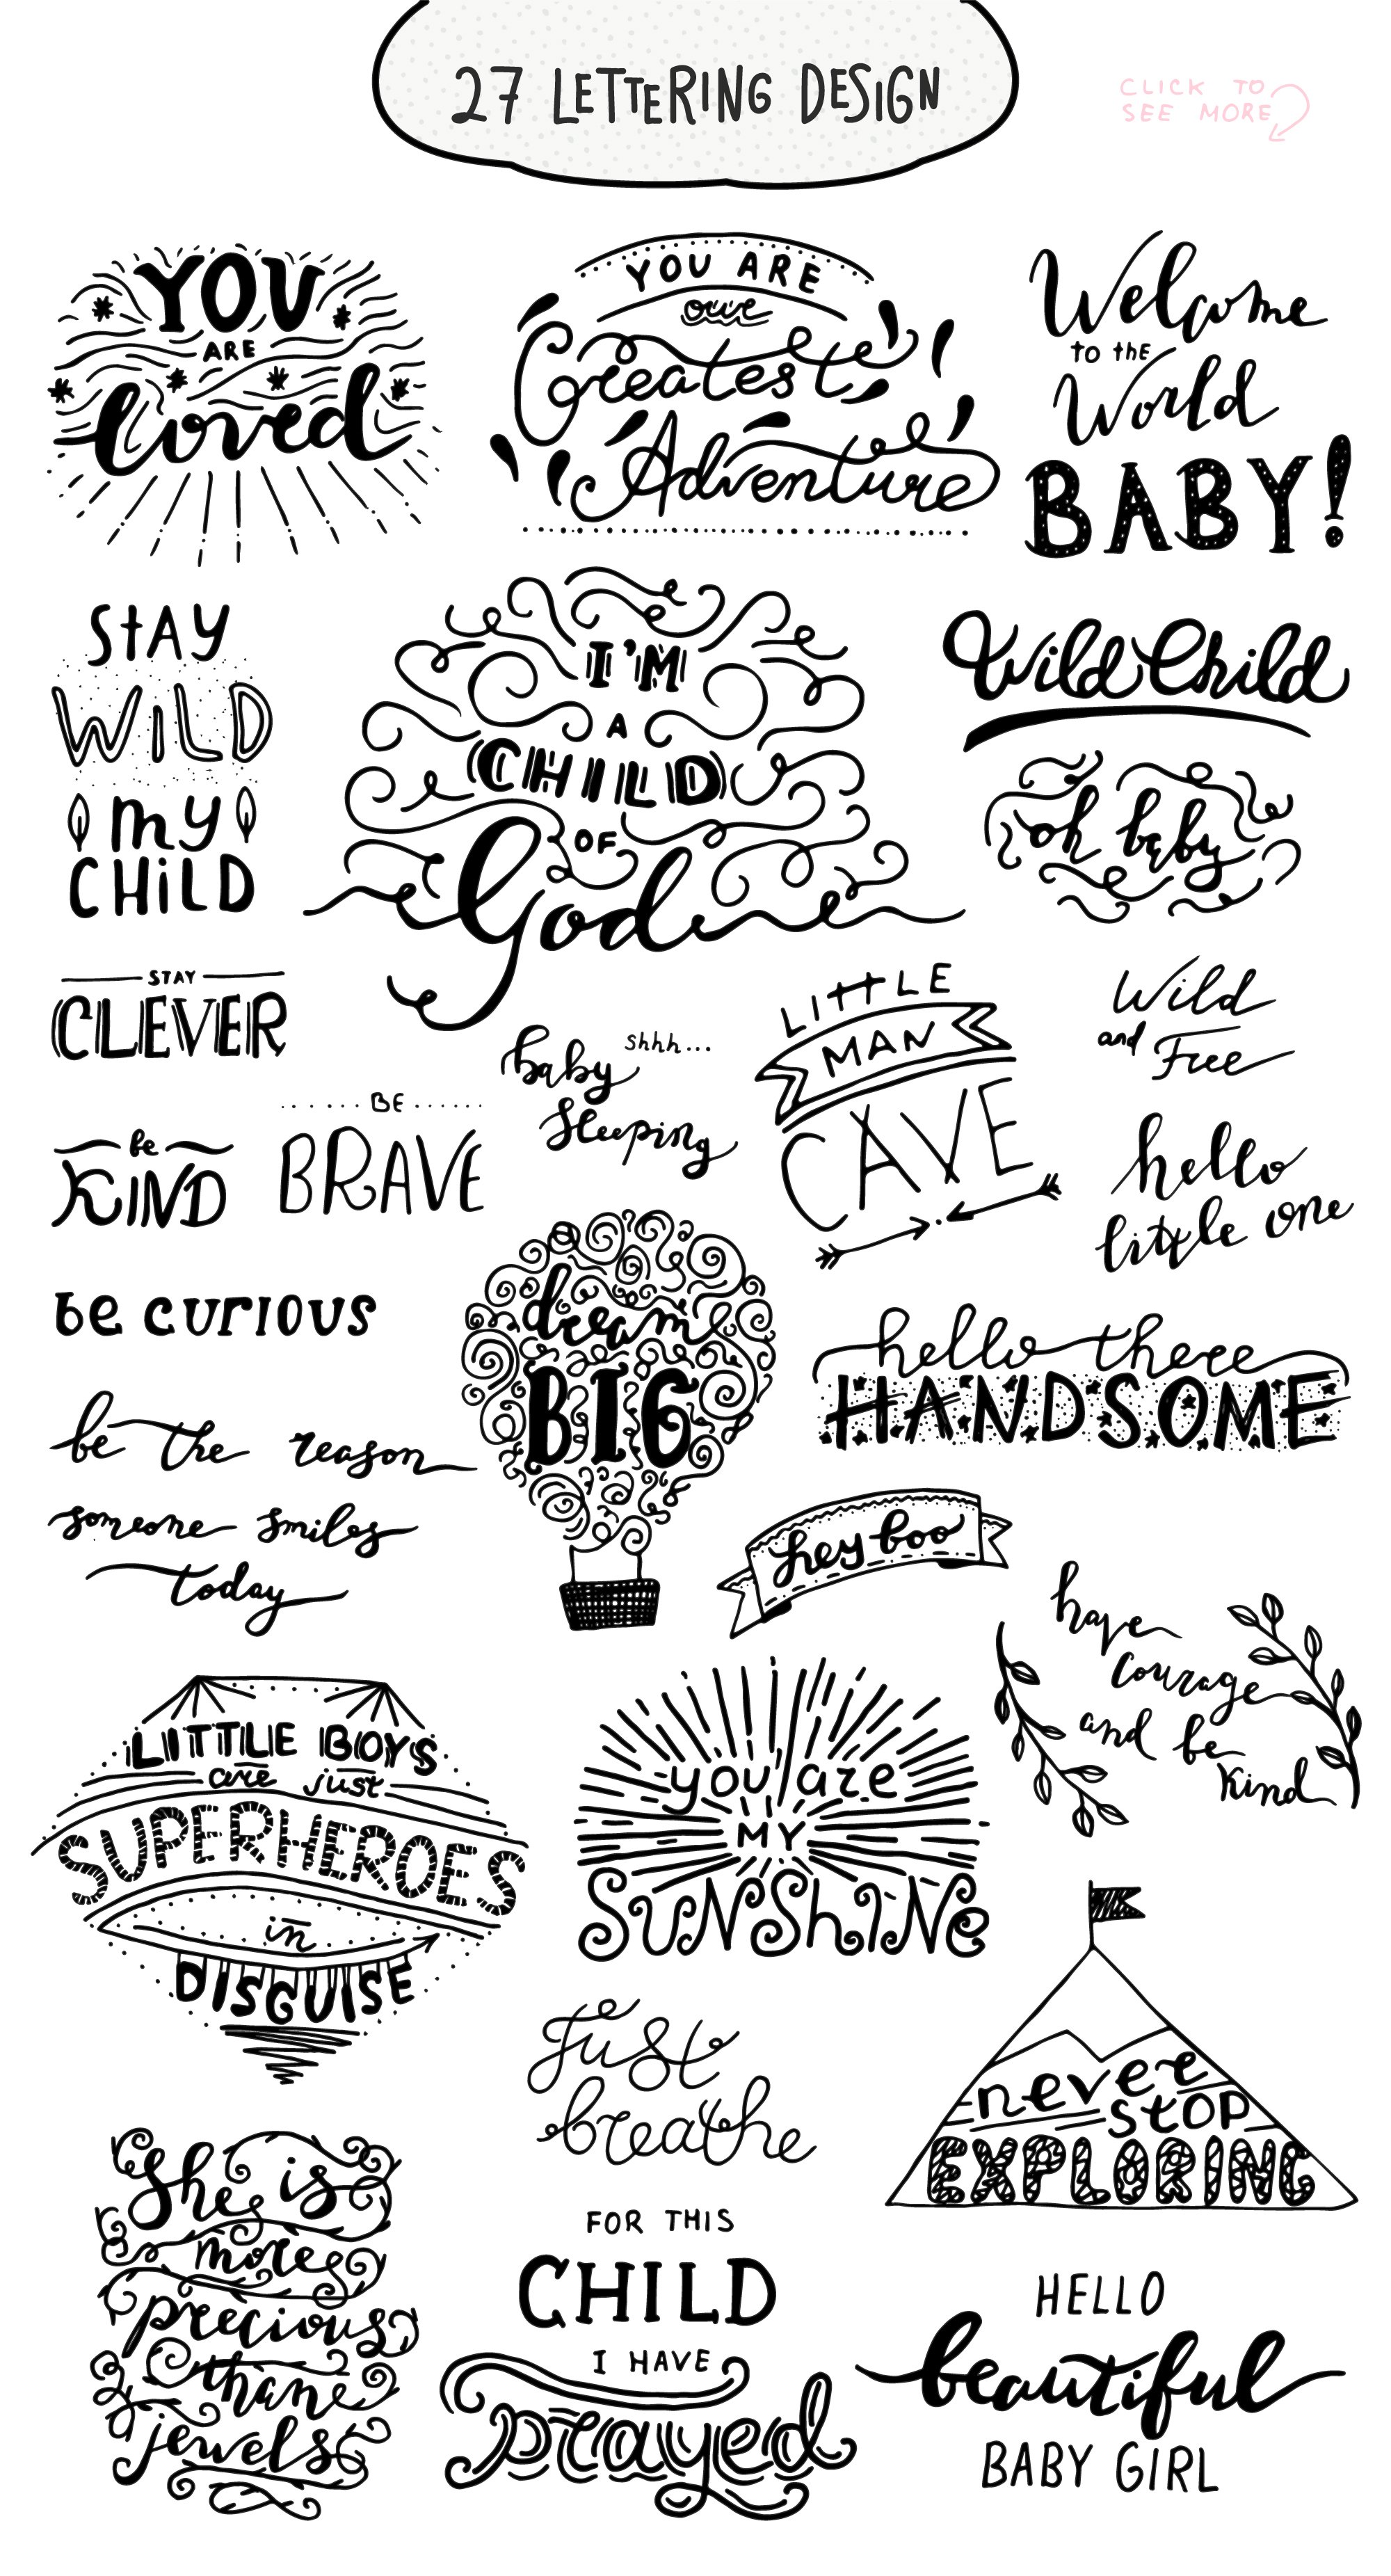 27 LETTERING DESIGN
CLICK TO
SEE MORE
YOU
ARE
loved
YOU ARE
our
Greatest
Adventure
Welcome
to the
World
BABY!
STAY
WILD
my
CHILD
I'M
A
CHILD
OF
God
Wild Child
oh baby
STAY
CLEVER
baby shhh...
sleeping
LITTLE
MAN
CAVE
Wild
and Free
be
KIND
BE
BRAVE
hello
little one
be curious
dream
BIG
hello there
HANDSOME
be the reason
someone smiles
today
hey boo
have
courage
and be
kind
LITTLE BOYS
are just
SUPERHEROES
in
DISGUISE
you are
MY
SUNSHINE
Just
breathe
never
STOP
EXPLORING
She is
more
precious
than
jewels
FOR THIS
CHILD
I HAVE
prayed
HELLO
beautiful
BABY GIRL